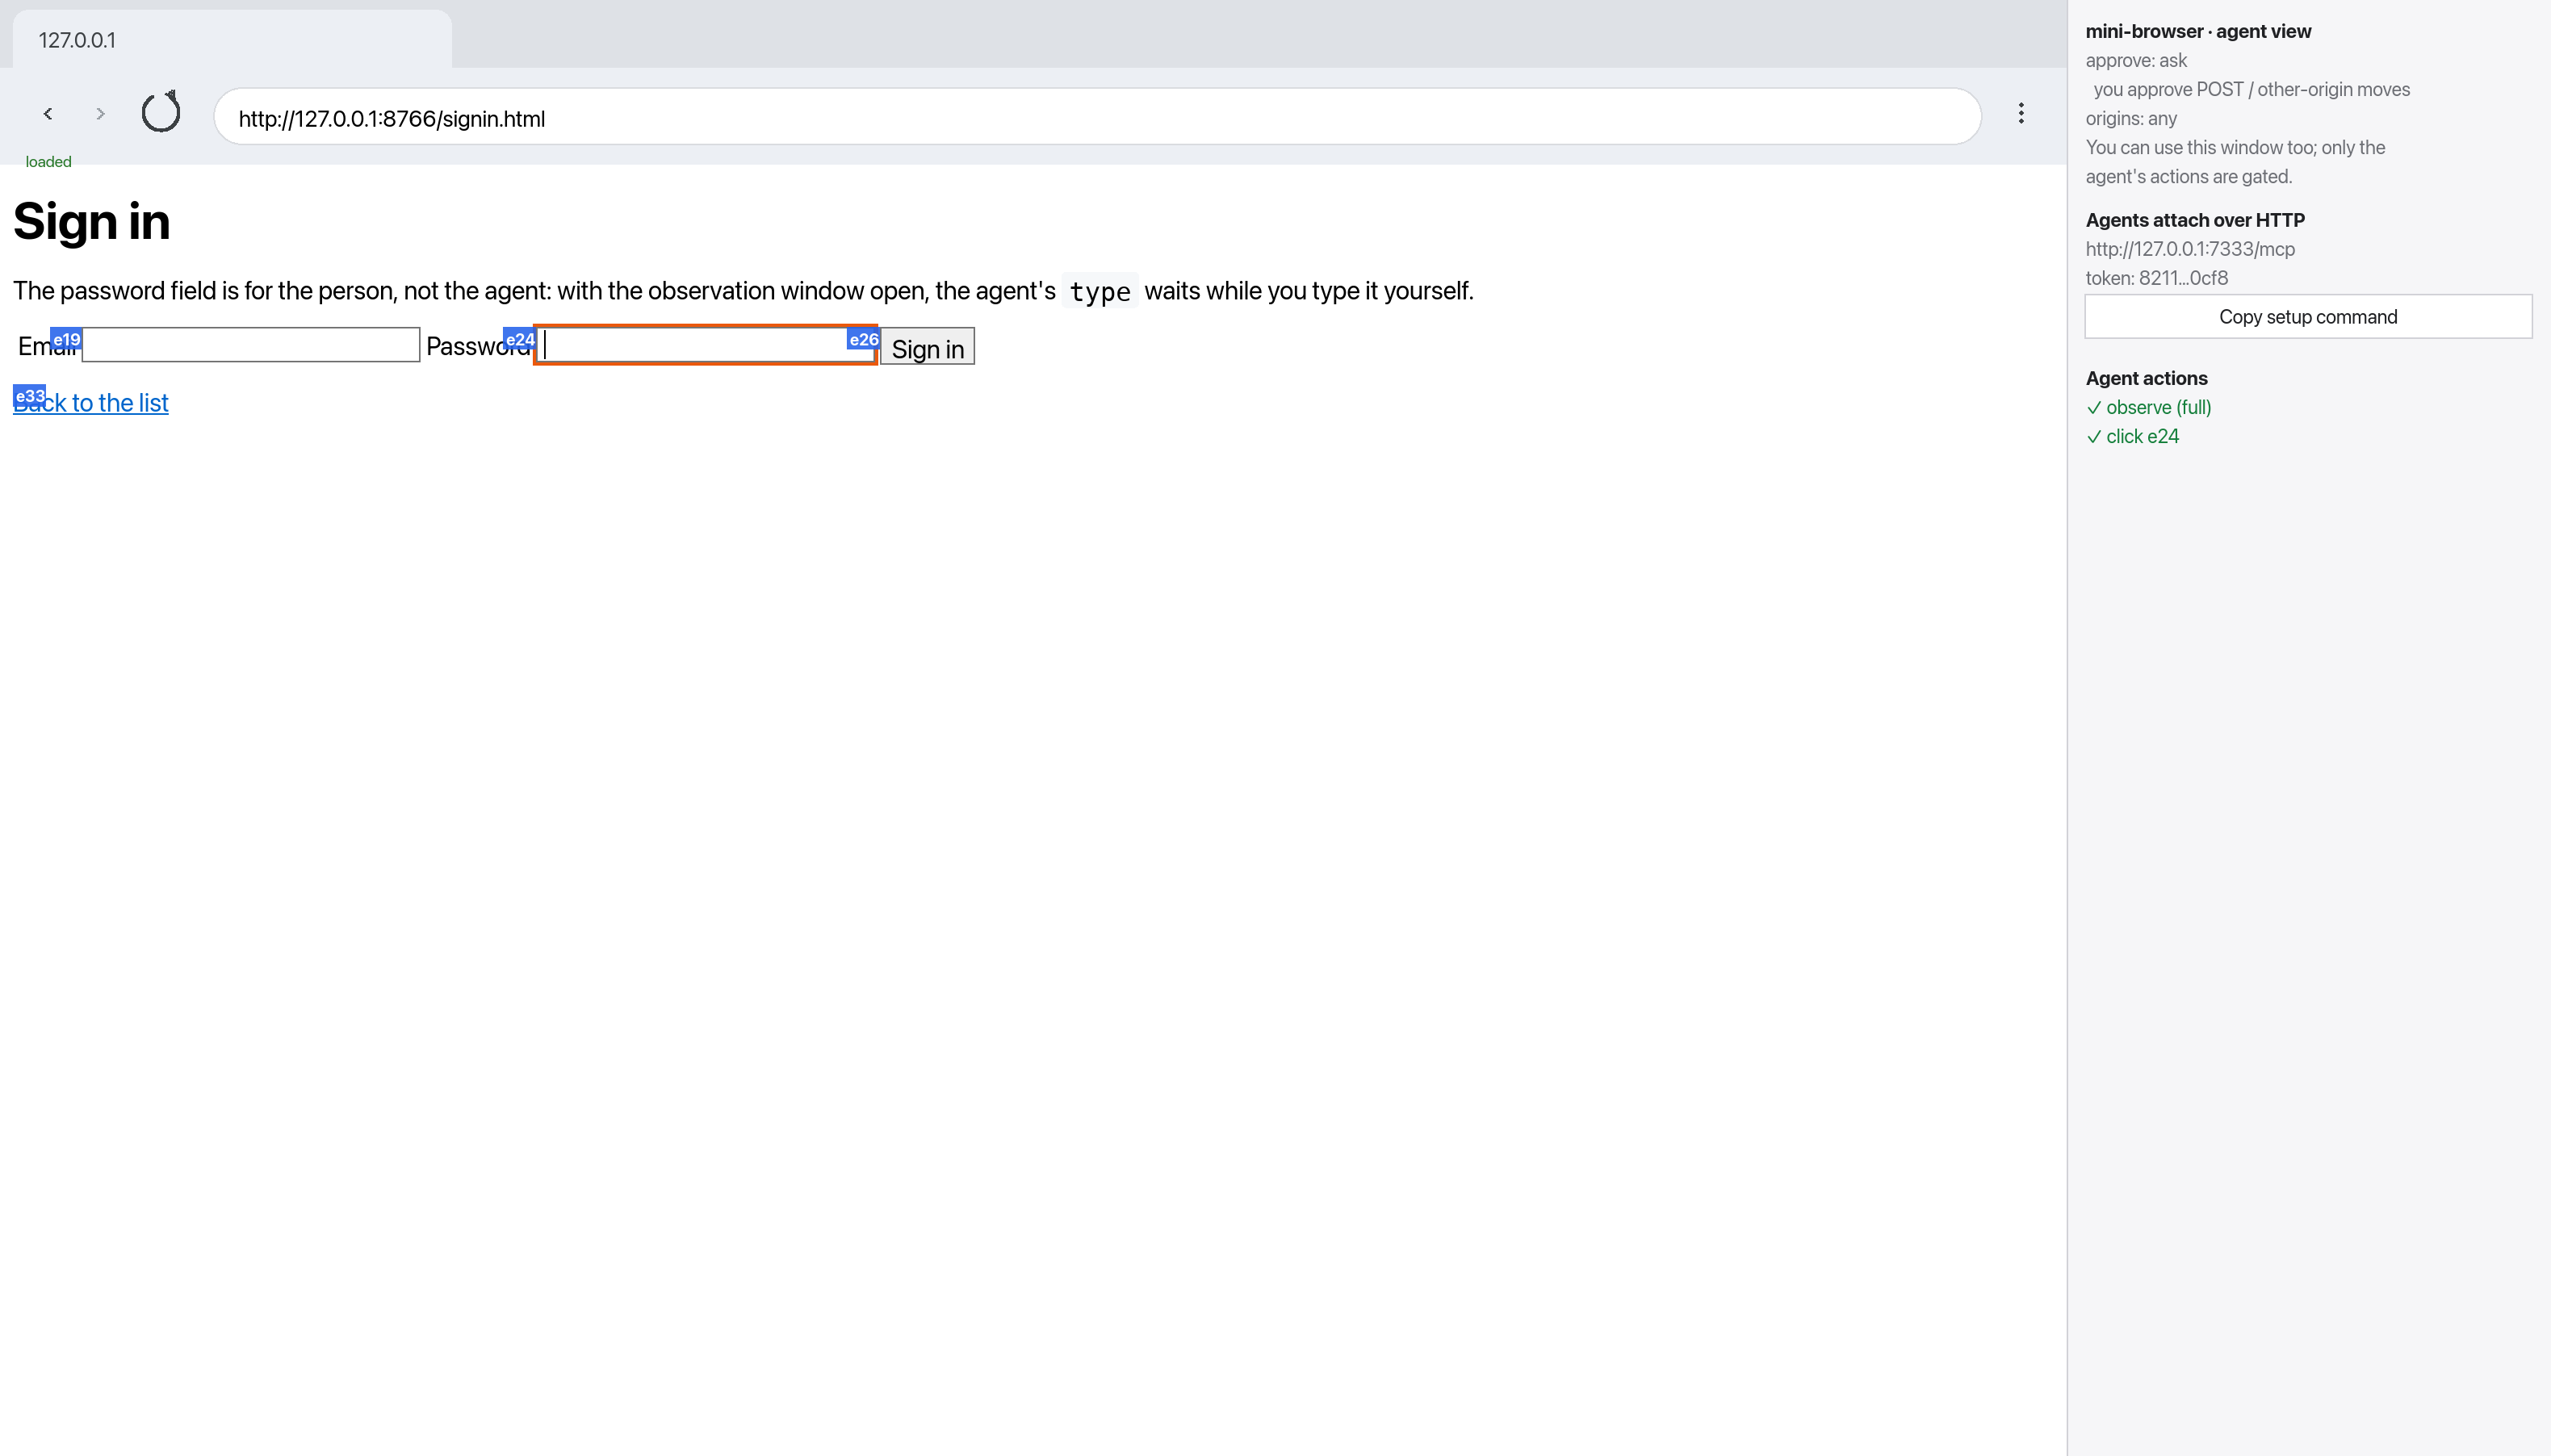 127.0.0.1
http://127.0.0.1:8766/signin.html
loaded
Sign in
The password field is for the person, not the agent: with the observation window open, the agent's type waits while you type it yourself.
Email e19 Password e24 e26 Sign in
e33 Back to the list
mini-browser · agent view
approve: ask
you approve POST / other-origin moves
origins: any
You can use this window too; only the
agent's actions are gated.
Agents attach over HTTP
http://127.0.0.1:7333/mcp
token: 8211...0cf8
Copy setup command
Agent actions
✓ observe (full)
✓ click e24